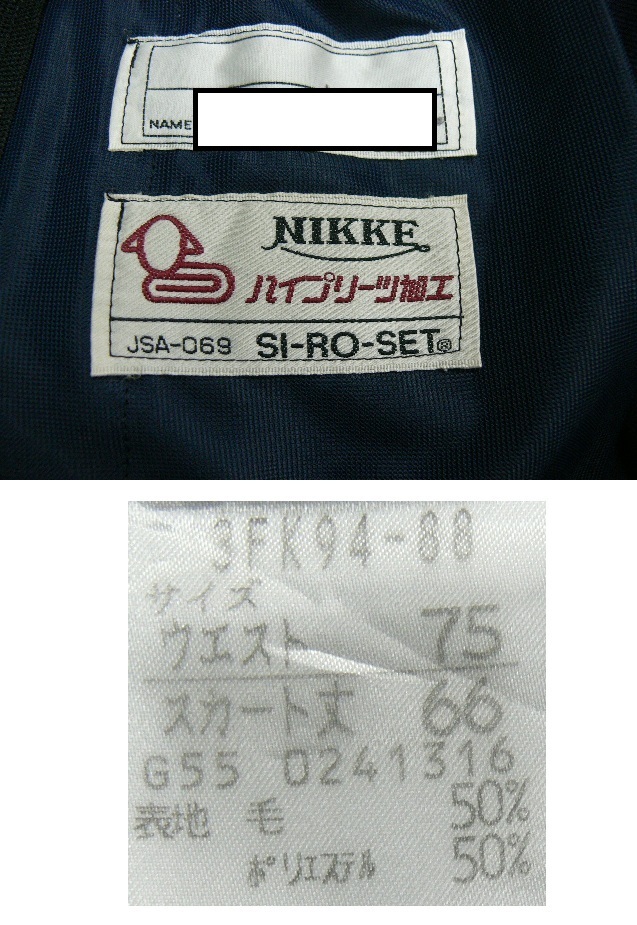 NAME
NIKKE
ハイプリーツ加工
JSA-069 SI-RO-SET®
3FK94-88
サイズ
ウエスト 75
スカート丈 66
G55 0241316
表地 毛 50%
ポリエステル 50%